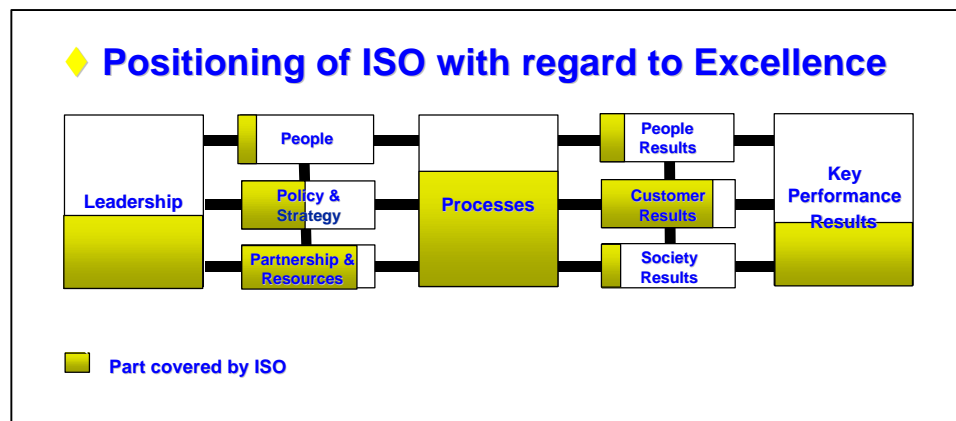 Positioning of ISO with regard to Excellence
Leadership
People
Policy &
Strategy
Partnership &
Resources
Processes
People
Results
Customer
Results
Society
Results
Key
Performance
Results
Part covered by ISO